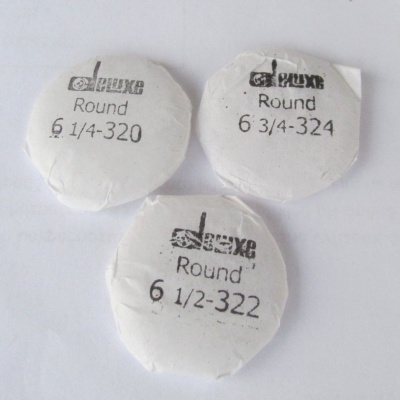 deluxe
Round
6 1/4-320
deluxe
Round
6 3/4-324
deluxe
Round
6 1/2-322